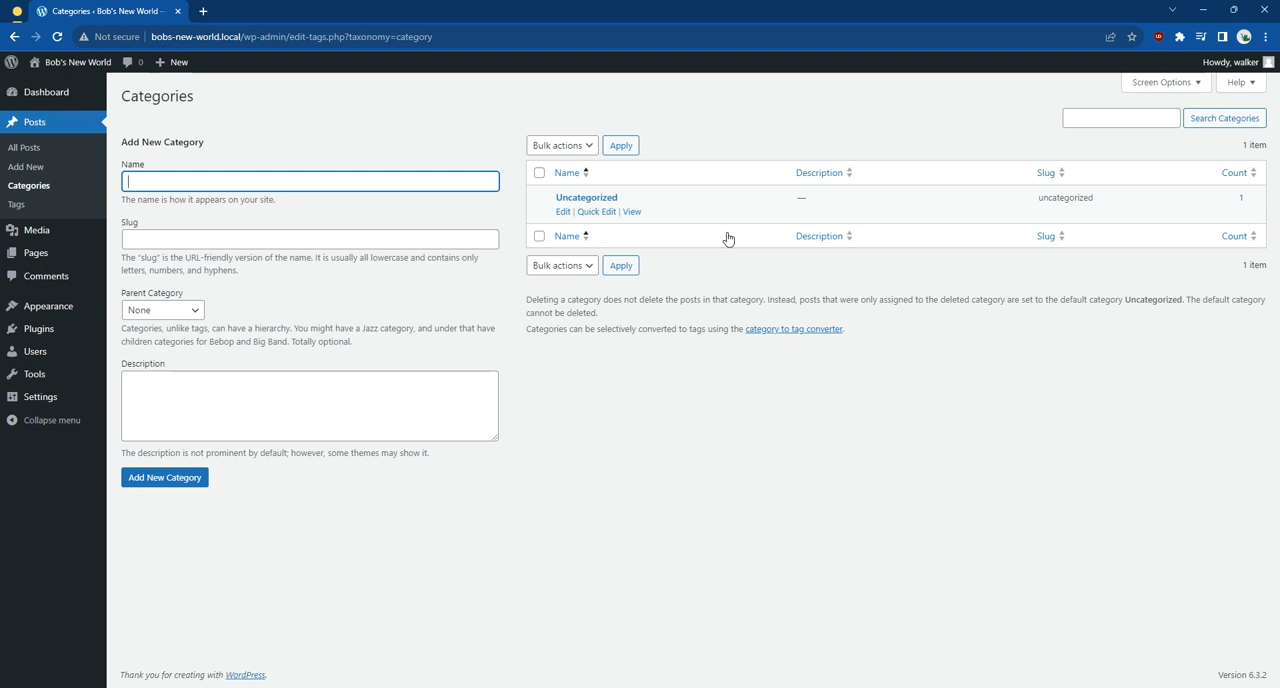 Categories ‹ Bob's New World —
Not secure | bobs-new-world.local/wp-admin/edit-tags.php?taxonomy=category
Bob's New World 0 New Howdy, walker
Dashboard
Posts
All Posts
Add New
Categories
Tags
Media
Pages
Comments
Appearance
Plugins
Users
Tools
Settings
Collapse menu
Screen Options Help
Categories
Search Categories
Add New Category
Name
The name is how it appears on your site.
Slug
The "slug" is the URL-friendly version of the name. It is usually all lowercase and contains only
letters, numbers, and hyphens.
Parent Category
None
Categories, unlike tags, can have a hierarchy. You might have a Jazz category, and under that have
children categories for Bebop and Big Band. Totally optional.
Description
The description is not prominent by default; however, some themes may show it.
Add New Category
Bulk actions Apply 1 item
Name Description Slug Count
Uncategorized — uncategorized 1
Edit | Quick Edit | View
Name Description Slug Count
Bulk actions Apply 1 item
Deleting a category does not delete the posts in that category. Instead, posts that were only assigned to the deleted category are set to the default category Uncategorized. The default category
cannot be deleted.
Categories can be selectively converted to tags using the category to tag converter.
Thank you for creating with WordPress. Version 6.3.2